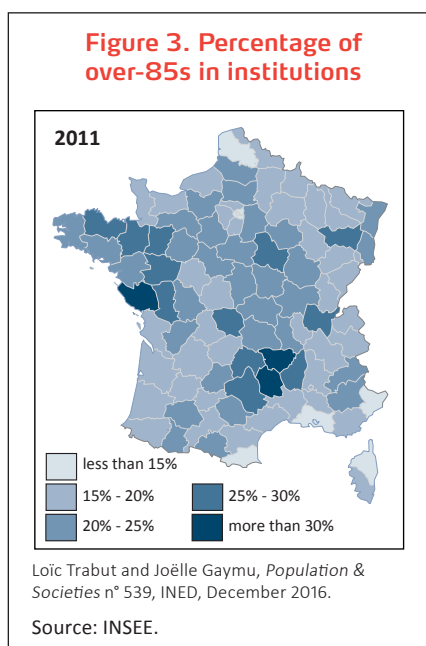 Figure 3. Percentage of
over-85s in institutions
2011
less than 15%
15% - 20%
25% - 30%
20% - 25%
more than 30%
Loïc Trabut and Joëlle Gaymu, Population &
Societies n° 539, INED, December 2016.
Source: INSEE.